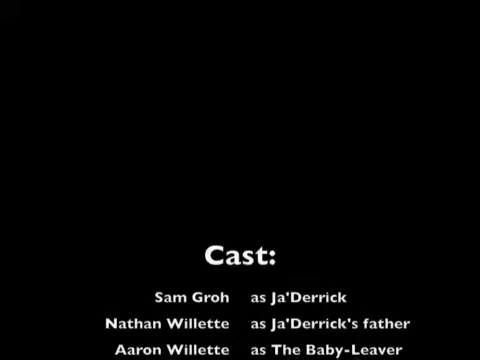 Cast:
Sam Groh as Ja'Derrick
Nathan Willette as Ja'Derrick's father
Aaron Willette as The Baby-Leaver